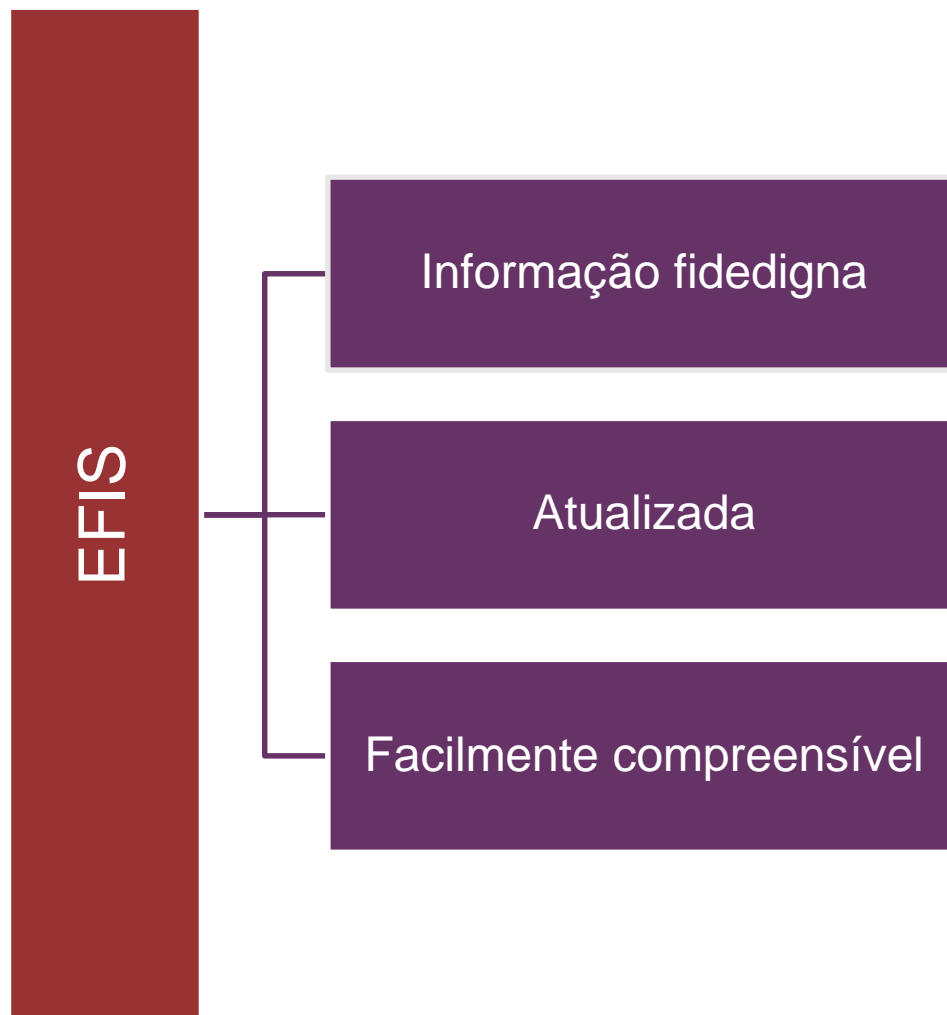 EFIS
Informação fidedigna
Atualizada
Facilmente compreensível